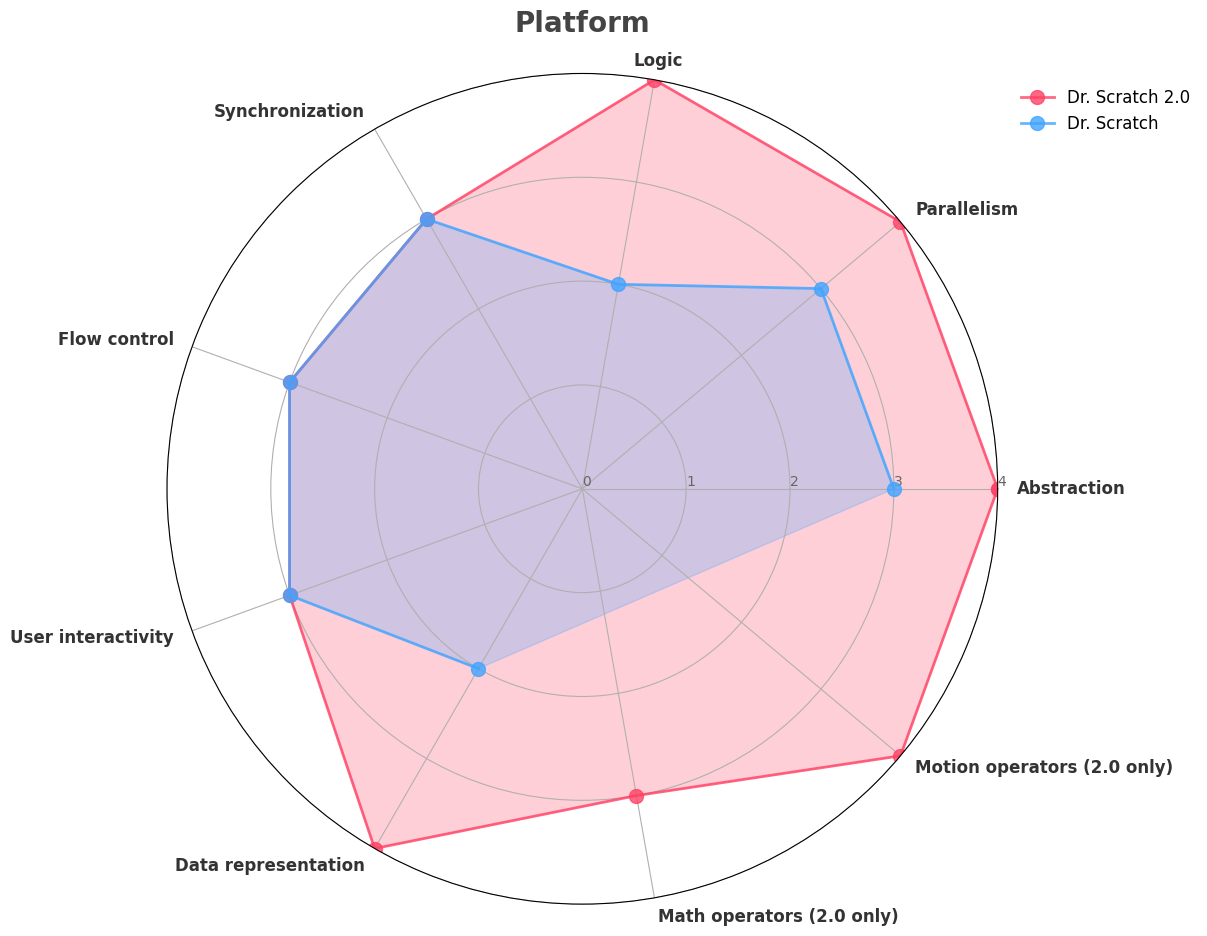 Platform
Logic
Dr. Scratch 2.0
Dr. Scratch
Synchronization
Parallelism
Flow control
0 1 2 3 4
Abstraction
User interactivity
Motion operators (2.0 only)
Data representation
Math operators (2.0 only)